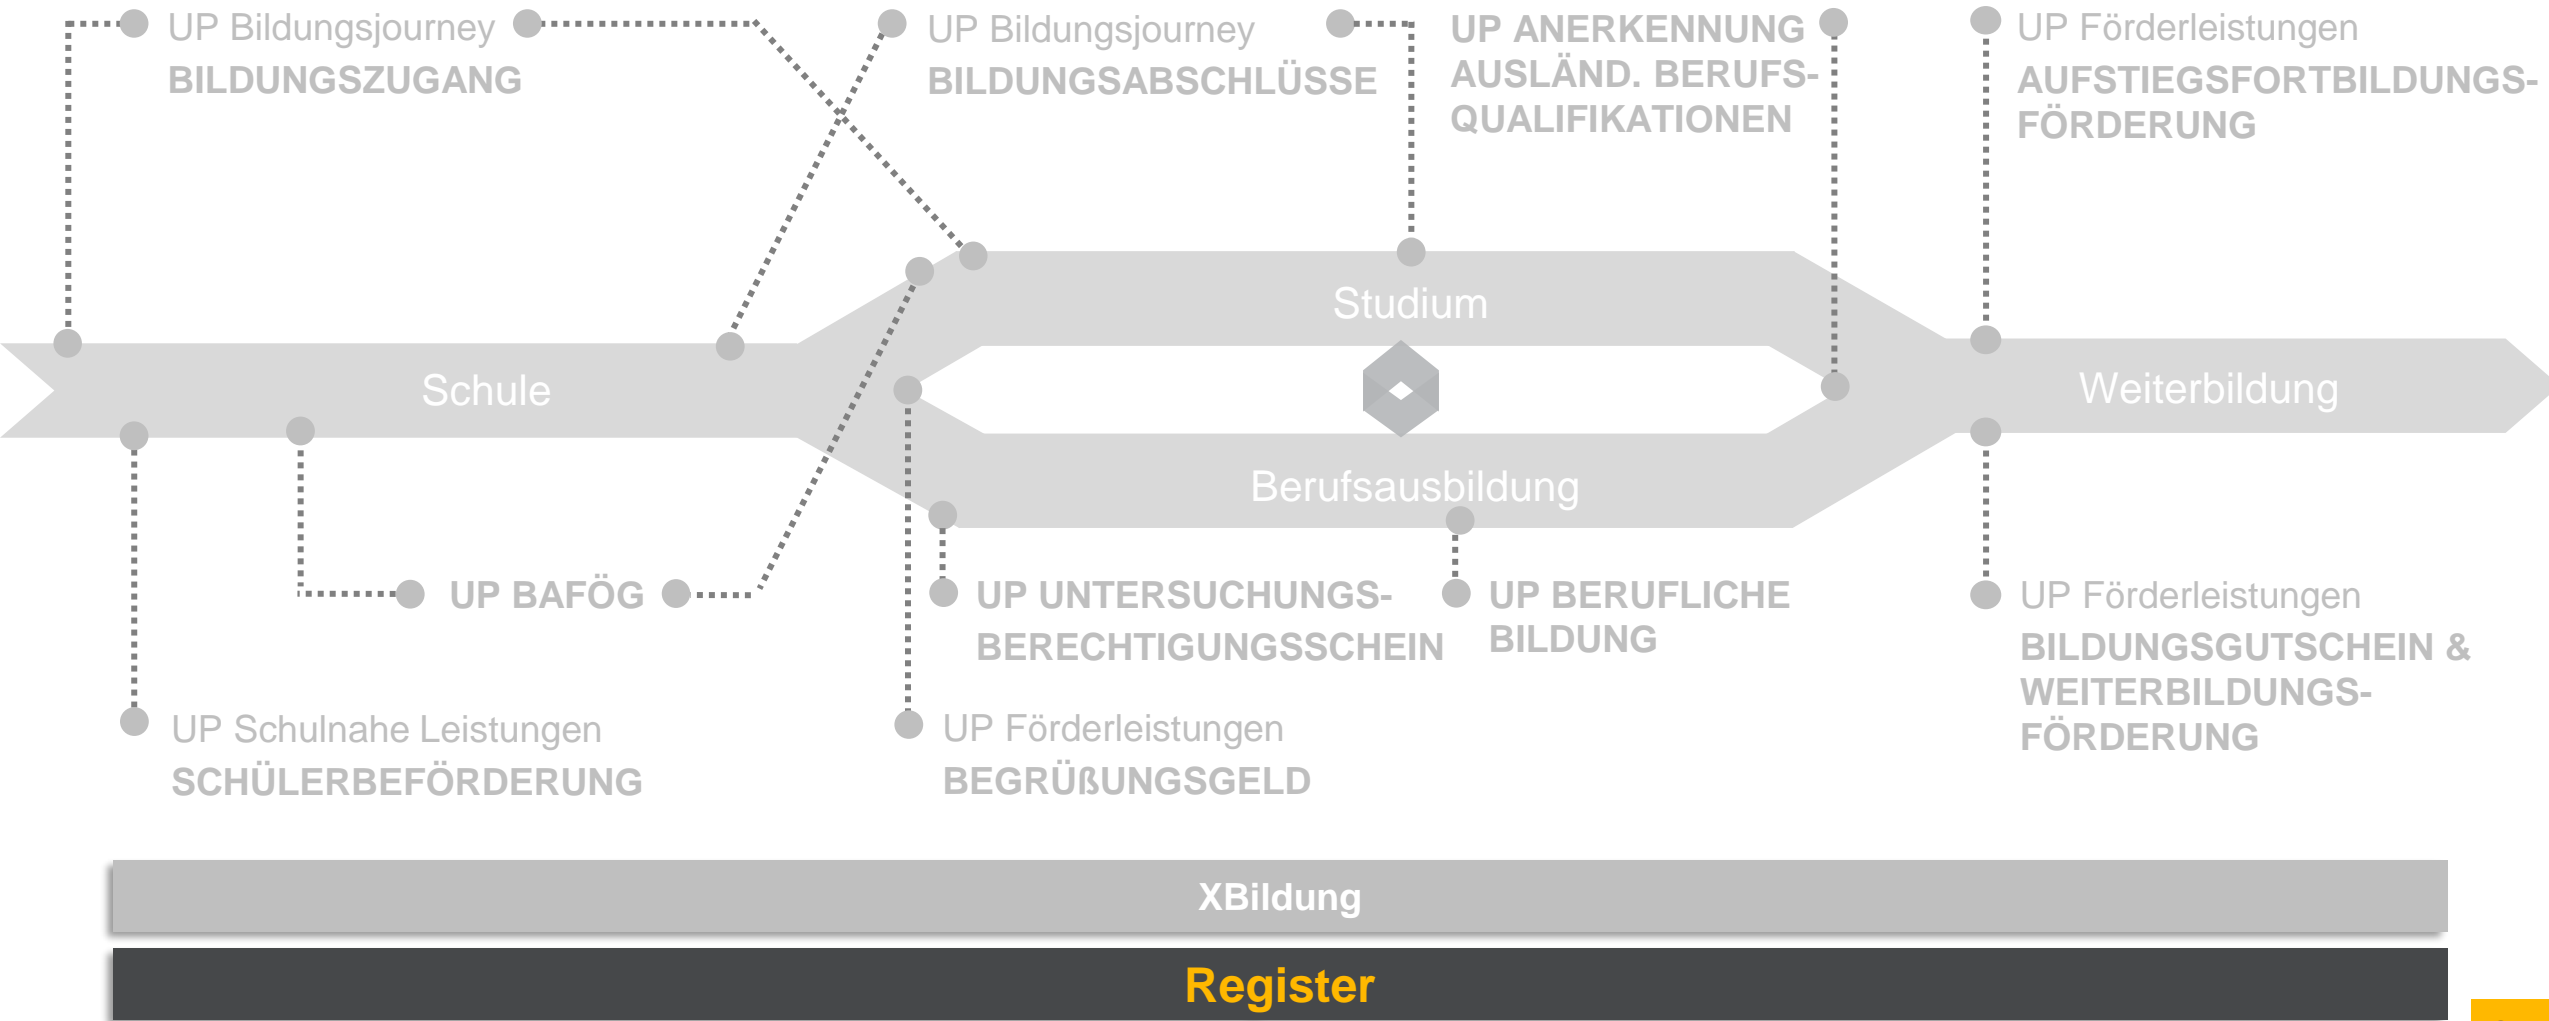 UP Bildungsjourney
BILDUNGSZUGANG
UP Bildungsjourney
BILDUNGSABSCHLÜSSE
UP ANERKENNUNG
AUSLÄND. BERUFS-
QUALIFIKATIONEN
UP Förderleistungen
AUFSTIEGSFORTBILDUNGS-
FÖRDERUNG
Studium
Schule
Weiterbildung
Berufsausbildung
UP BAFÖG
UP UNTERSUCHUNGS-
BERECHTIGUNGSSCHEIN
UP BERUFLICHE
BILDUNG
UP Förderleistungen
BILDUNGSGUTSCHEIN &
WEITERBILDUNGS-
FÖRDERUNG
UP Schulnahe Leistungen
SCHÜLERBEFÖRDERUNG
UP Förderleistungen
BEGRÜßUNGSGELD
XBildung
Register